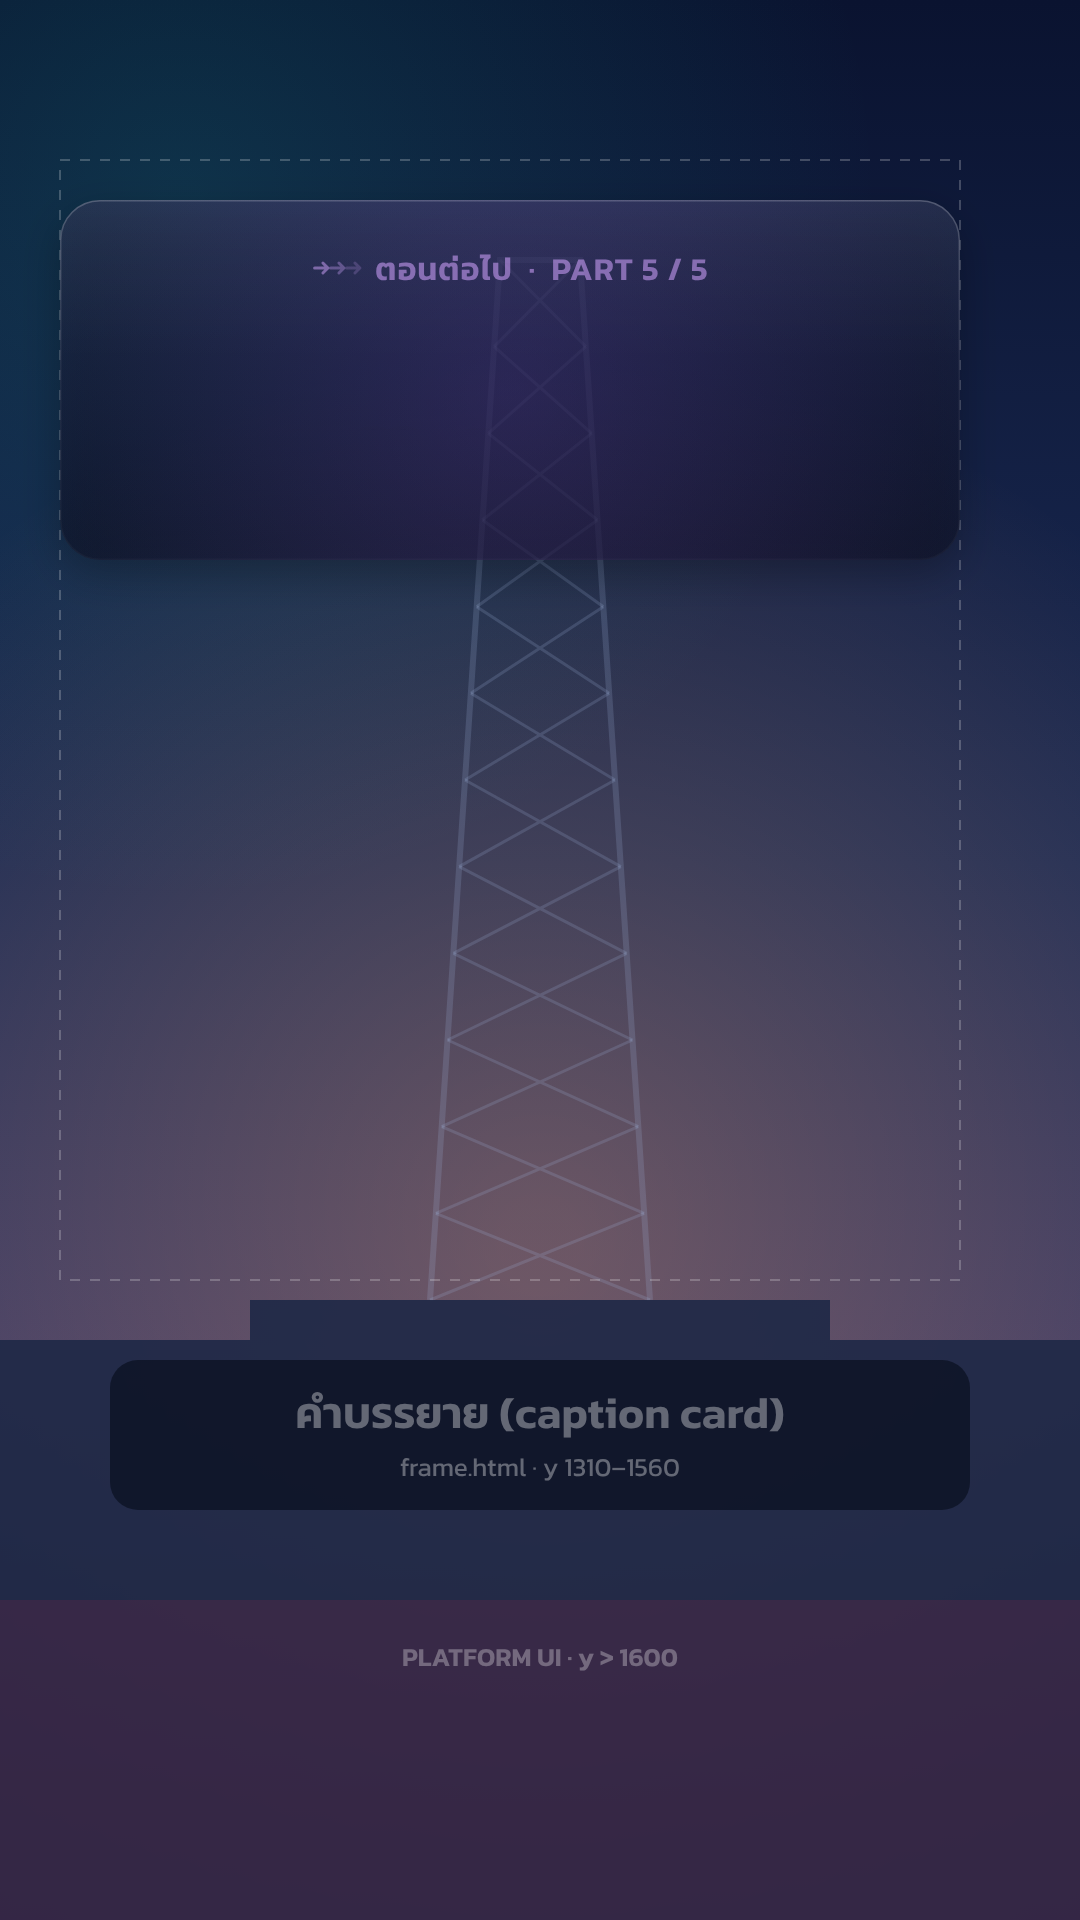 ตอนต่อไป · PART 5 / 5
คำบรรยาย (caption card)
frame.html · y 1310–1560
PLATFORM UI · y > 1600